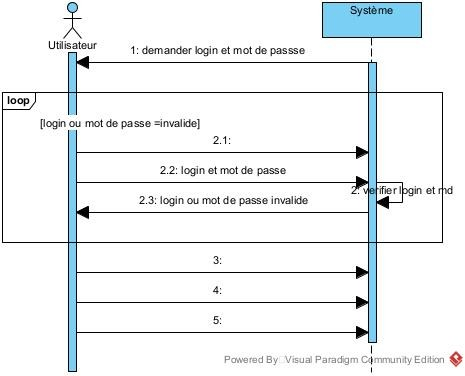 Système
Utilisateur
1: demander login et mot de passse
loop
[login ou mot de passe =invalide]
2.1:
2.2: login et mot de passe
2: verifier login et md
2.3: login ou mot de passe invalide
3:
4:
5:
Powered By Visual Paradigm Community Edition